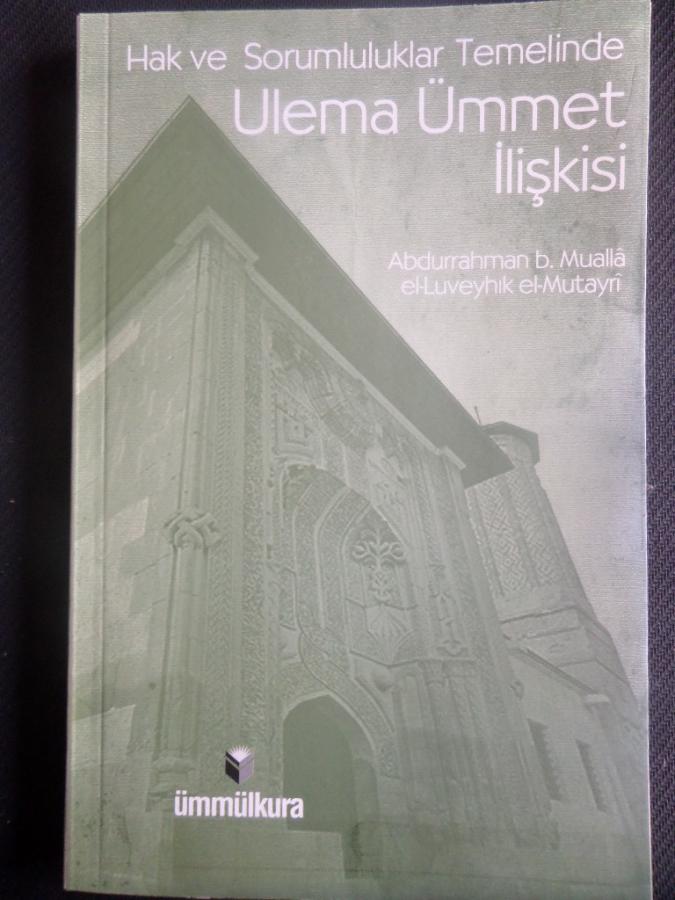 Hak ve Sorumluluklar Temelinde
Ulema Ümmet
İlişkisi
Abdurrahman b. Muallâ
el-Luveyhık el-Mutayrî
ümmülkura